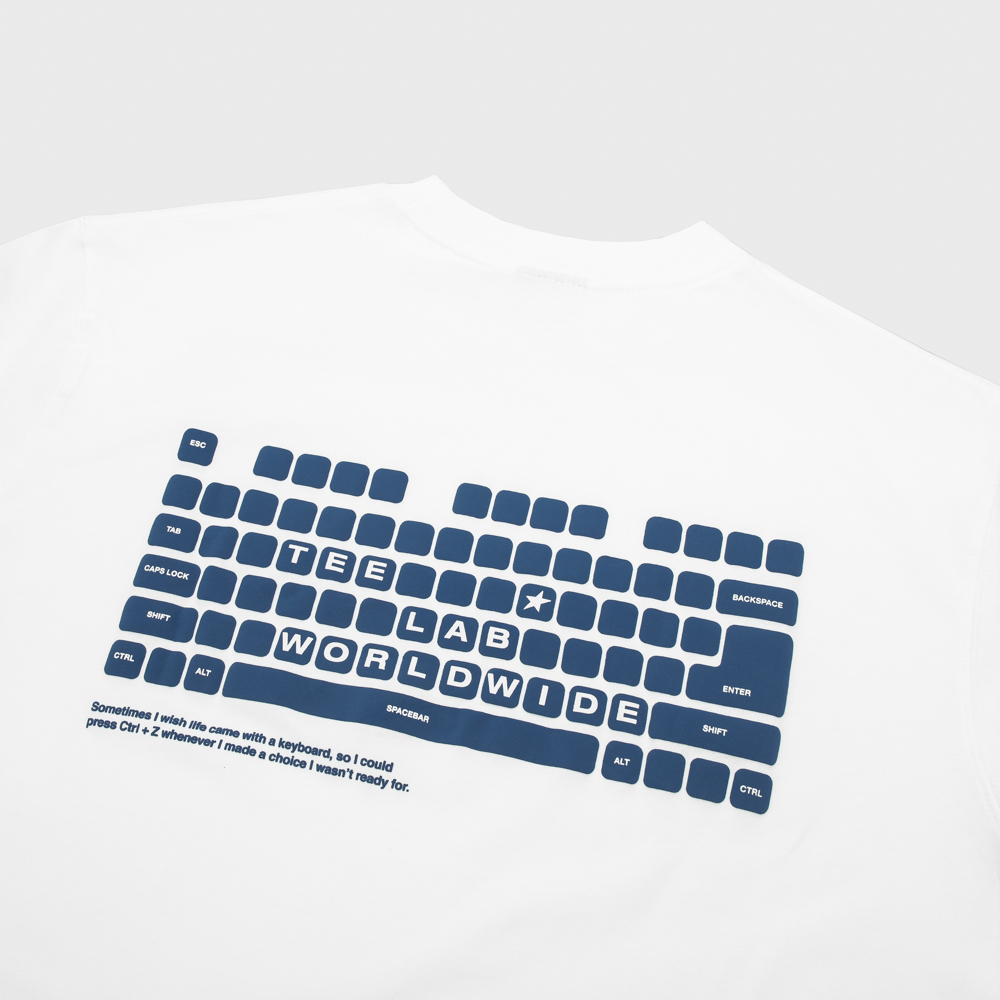 ESC
TAB TEE BACKSPACE
CAPS LOCK LAB ENTER
SHIFT WORLDWIDE SHIFT
CTRL ALT SPACEBAR ALT CTRL
Sometimes I wish life came with a keyboard, so I could
press Ctrl + Z whenever I made a choice I wasn't ready for.